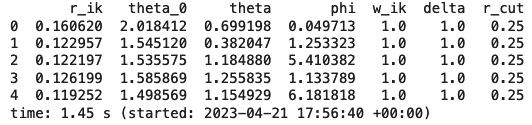 r_ik theta_0 theta phi w_ik delta r_cut
0 0.160620 2.018412 0.699198 0.049713 1.0 1.0 0.25
1 0.122957 1.545120 0.382047 1.253323 1.0 1.0 0.25
2 0.122197 1.535575 1.184880 5.410382 1.0 1.0 0.25
3 0.126199 1.585869 1.255835 1.133789 1.0 1.0 0.25
4 0.119252 1.498569 1.154929 6.181818 1.0 1.0 0.25
time: 1.45 s (started: 2023-04-21 17:56:40 +00:00)